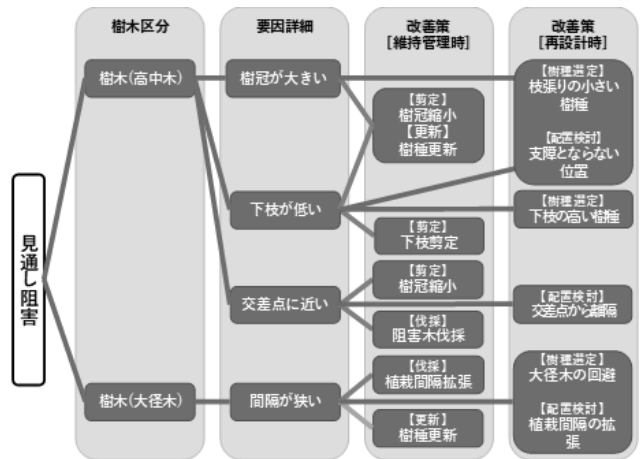 樹木区分
要因詳細
改善策
[維持管理時]
改善策
[再設計時]
見通し阻害
樹木(高中木)
樹木(大径木)
樹冠が大きい
下枝が低い
交差点に近い
間隔が狭い
【剪定】
樹冠縮小
【更新】
樹種更新
【剪定】
下枝剪定
【剪定】
樹冠縮小
【伐採】
阻害木伐採
【伐採】
植栽間隔拡張
【更新】
樹種更新
【樹種選定】
枝張りの小さい
樹種
【配置検討】
支障とならない
位置
【樹種選定】
下枝の高い樹種
【配置検討】
交差点から離隔
【樹種選定】
大径木の回避
【配置検討】
植栽間隔の拡
張